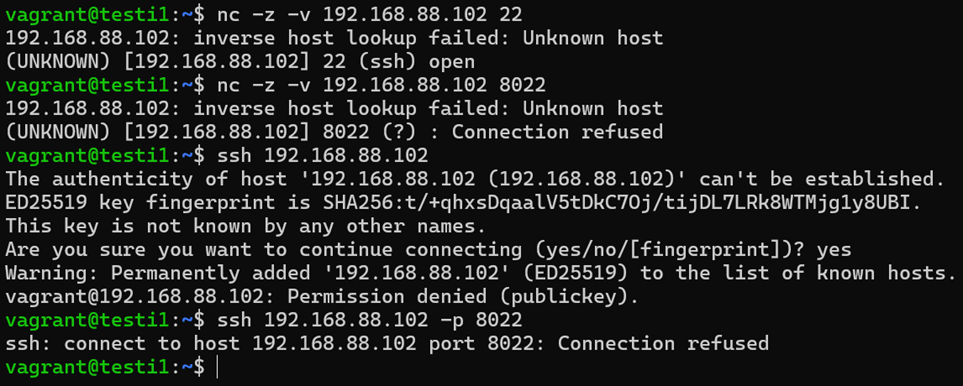 vagrant@testi1:~$ nc -z -v 192.168.88.102 22
192.168.88.102: inverse host lookup failed: Unknown host
(UNKNOWN) [192.168.88.102] 22 (ssh) open
vagrant@testi1:~$ nc -z -v 192.168.88.102 8022
192.168.88.102: inverse host lookup failed: Unknown host
(UNKNOWN) [192.168.88.102] 8022 (?) : Connection refused
vagrant@testi1:~$ ssh 192.168.88.102
The authenticity of host '192.168.88.102 (192.168.88.102)' can't be established.
ED25519 key fingerprint is SHA256:t/+qhxsDqaalV5tDkC7Oj/tijDL7LRk8WTMjg1y8UBI.
This key is not known by any other names.
Are you sure you want to continue connecting (yes/no/[fingerprint])? yes
Warning: Permanently added '192.168.88.102' (ED25519) to the list of known hosts.
vagrant@192.168.88.102: Permission denied (publickey).
vagrant@testi1:~$ ssh 192.168.88.102 -p 8022
ssh: connect to host 192.168.88.102 port 8022: Connection refused
vagrant@testi1:~$